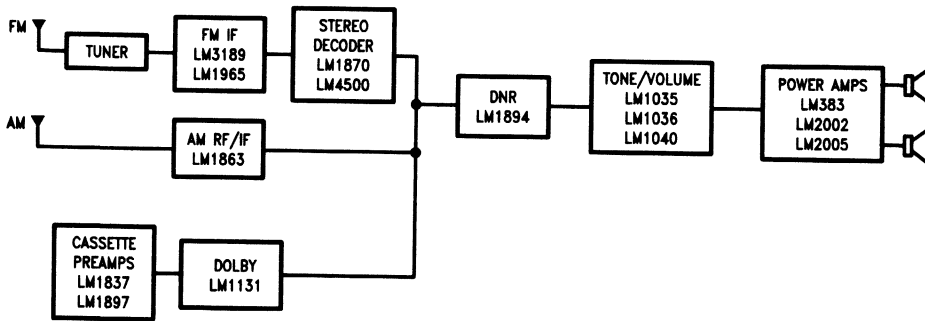 FM
TUNER
FM IF
LM3189
LM1965
STEREO
DECODER
LM1870
LM4500
AM
AM RF/IF
LM1863
CASSETTE
PREAMPS
LM1837
LM1897
DOLBY
LM1131
DNR
LM1894
TONE/VOLUME
LM1035
LM1036
LM1040
POWER AMPS
LM383
LM2002
LM2005